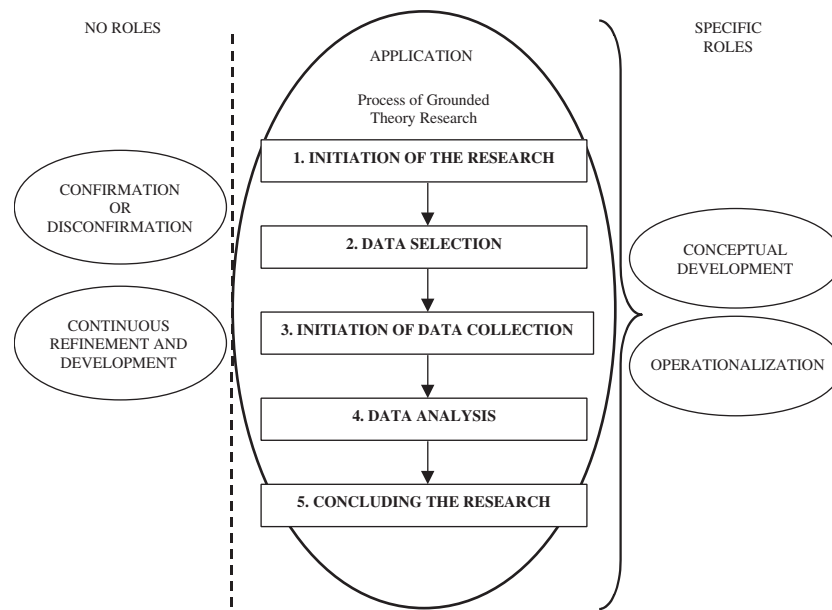 NO ROLES
CONFIRMATION
OR
DISCONFIRMATION
CONTINUOUS
REFINEMENT AND
DEVELOPMENT
APPLICATION
Process of Grounded
Theory Research
1. INITIATION OF THE RESEARCH
2. DATA SELECTION
3. INITIATION OF DATA COLLECTION
4. DATA ANALYSIS
5. CONCLUDING THE RESEARCH
SPECIFIC
ROLES
CONCEPTUAL
DEVELOPMENT
OPERATIONALIZATION